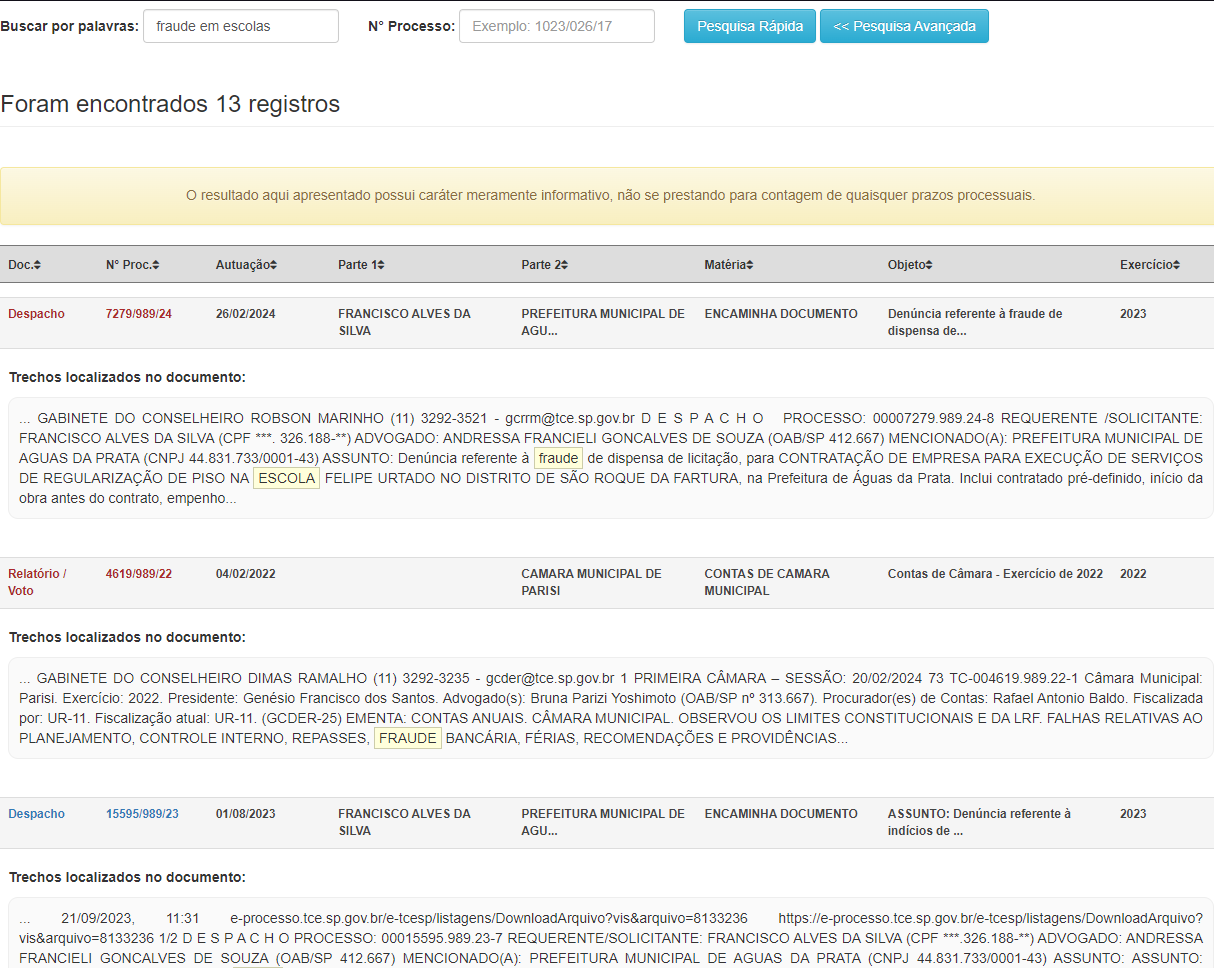 Buscar por palavras: fraude em escolas N° Processo: Exemplo: 1023/026/17 Pesquisa Rápida << Pesquisa Avançada
Foram encontrados 13 registros
O resultado aqui apresentado possui caráter meramente informativo, não se prestando para contagem de quaisquer prazos processuais.
Doc. N° Proc. Autuação Parte 1 Parte 2 Matéria Objeto Exercício
Despacho 7279/989/24 26/02/2024 FRANCISCO ALVES DA SILVA PREFEITURA MUNICIPAL DE AGU... ENCAMINHA DOCUMENTO Denúncia referente à fraude de dispensa de... 2023
Trechos localizados no documento:
... GABINETE DO CONSELHEIRO ROBSON MARINHO (11) 3292-3521 - gcrrm@tce.sp.gov.br D E S P A C H O PROCESSO: 00007279.989.24-8 REQUERENTE /SOLICITANTE:
FRANCISCO ALVES DA SILVA (CPF ***. 326.188-**) ADVOGADO: ANDRESSA FRANCIELI GONCALVES DE SOUZA (OAB/SP 412.667) MENCIONADO(A): PREFEITURA MUNICIPAL DE
AGUAS DA PRATA (CNPJ 44.831.733/0001-43) ASSUNTO: Denúncia referente à fraude de dispensa de licitação, para CONTRATAÇÃO DE EMPRESA PARA EXECUÇÃO DE SERVIÇOS
DE REGULARIZAÇÃO DE PISO NA ESCOLA FELIPE URTADO NO DISTRITO DE SÃO ROQUE DA FARTURA, na Prefeitura de Águas da Prata. Inclui contratado pré-definido, início da
obra antes do contrato, empenho...
Relatório / Voto 4619/989/22 04/02/2022 CAMARA MUNICIPAL DE PARISI CONTAS DE CAMARA MUNICIPAL Contas de Câmara - Exercício de 2022 2022
Trechos localizados no documento:
... GABINETE DO CONSELHEIRO DIMAS RAMALHO (11) 3292-3235 - gcder@tce.sp.gov.br 1 PRIMEIRA CÂMARA – SESSÃO: 20/02/2024 73 TC-004619.989.22-1 Câmara Municipal:
Parisi. Exercício: 2022. Presidente: Genésio Francisco dos Santos. Advogado(s): Bruna Parizi Yoshimoto (OAB/SP nº 313.667). Procurador(es) de Contas: Rafael Antonio Baldo. Fiscalizada
por: UR-11. Fiscalização atual: UR-11. (GCDER-25) EMENTA: CONTAS ANUAIS. CÂMARA MUNICIPAL. OBSERVOU OS LIMITES CONSTITUCIONAIS E DA LRF. FALHAS RELATIVAS AO
PLANEJAMENTO, CONTROLE INTERNO, REPASSES, FRAUDE BANCÁRIA, FÉRIAS, RECOMENDAÇÕES E PROVIDÊNCIAS...
Despacho 15595/989/23 01/08/2023 FRANCISCO ALVES DA SILVA PREFEITURA MUNICIPAL DE AGU... ENCAMINHA DOCUMENTO ASSUNTO: Denúncia referente à indícios de ... 2023
Trechos localizados no documento:
... 21/09/2023, 11:31 e-processo.tce.sp.gov.br/e-tcesp/listagens/DownloadArquivo?vis&arquivo=8133236 https://e-processo.tce.sp.gov.br/e-tcesp/listagens/DownloadArquivo?
vis&arquivo=8133236 1/2 D E S P A C H O PROCESSO: 00015595.989.23-7 REQUERENTE/SOLICITANTE: FRANCISCO ALVES DA SILVA (CPF ***.326.188-**) ADVOGADO: ANDRESSA
FRANCIELI GONCALVES DE SOUZA (OAB/SP 412.667) MENCIONADO(A): PREFEITURA MUNICIPAL DE AGUAS DA PRATA (CNPJ 44.831.733/0001-43) ASSUNTO: ASSUNTO: